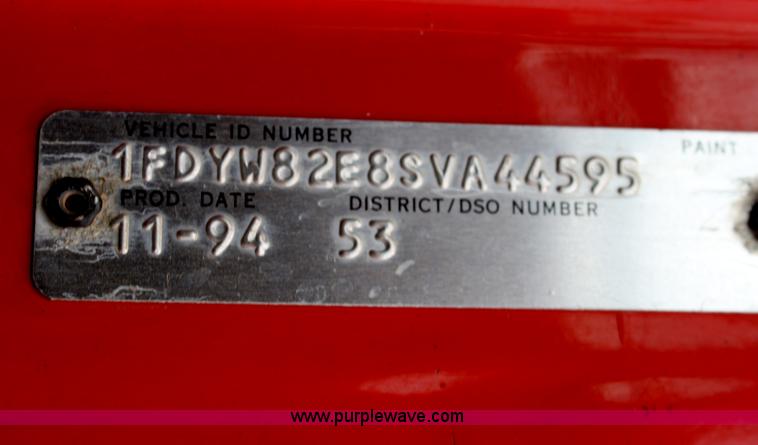 VEHICLE ID NUMBER
PAINT
1FDYW82E8SVA44595
PROD. DATE DISTRICT/DSO NUMBER
11-94 53
www.purplewave.com